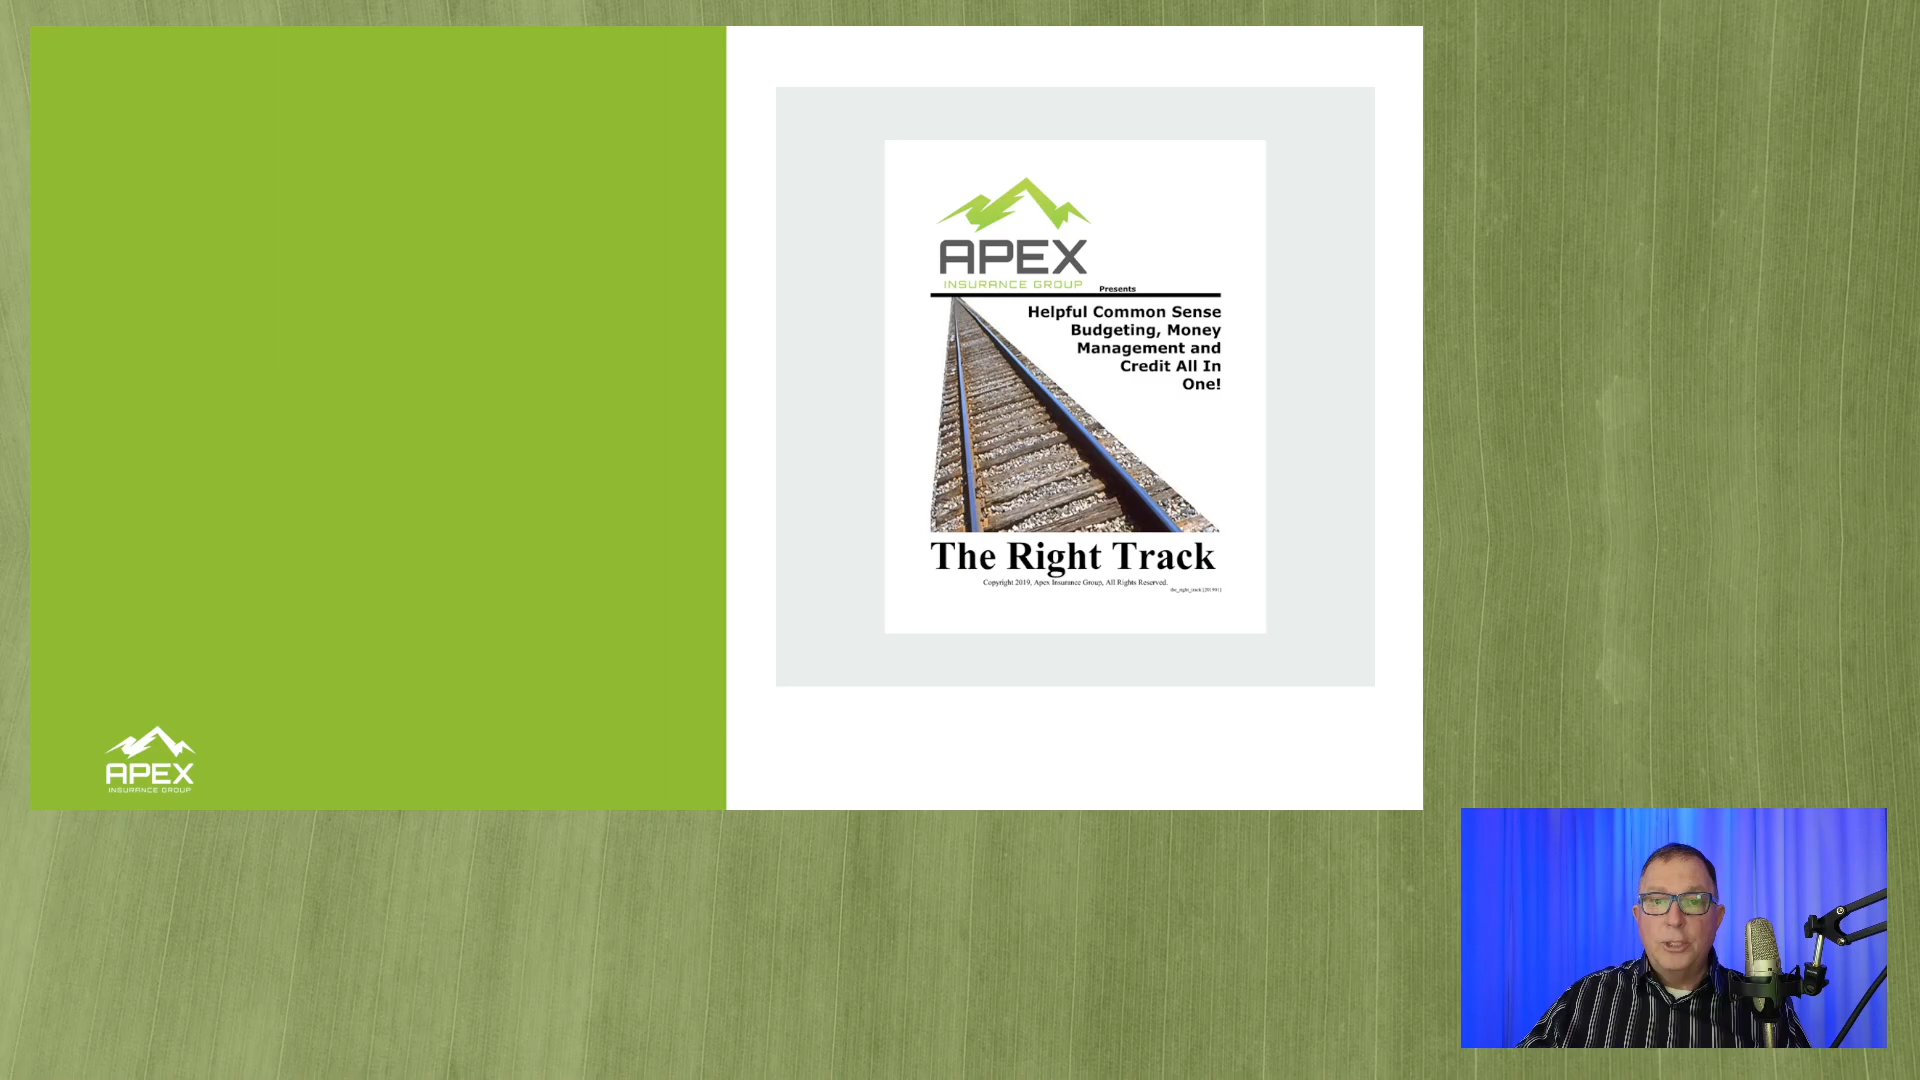 APEX
INSURANCE GROUP
Presents
Helpful Common Sense
Budgeting, Money
Management and
Credit All In
One!
The Right Track
Copyright 2019, Apex Insurance Group, All Rights Reserved.
APEX
INSURANCE GROUP